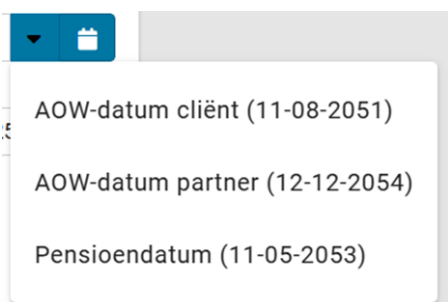 AOW-datum cliënt (11-08-2051)
AOW-datum partner (12-12-2054)
Pensioendatum (11-05-2053)